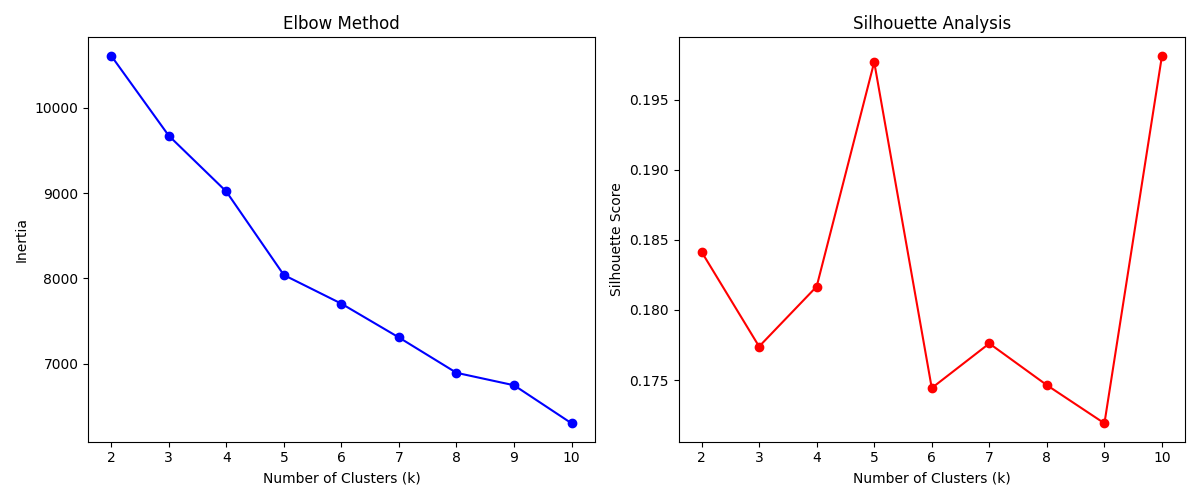 Elbow Method
Inertia
10000
9000
8000
7000
2 3 4 5 6 7 8 9 10
Number of Clusters (k)
Silhouette Analysis
Silhouette Score
0.195
0.190
0.185
0.180
0.175
2 3 4 5 6 7 8 9 10
Number of Clusters (k)